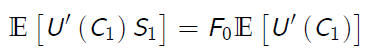 𝔼 [U′ (C₁) S₁] = F₀𝔼 [U′ (C₁)]